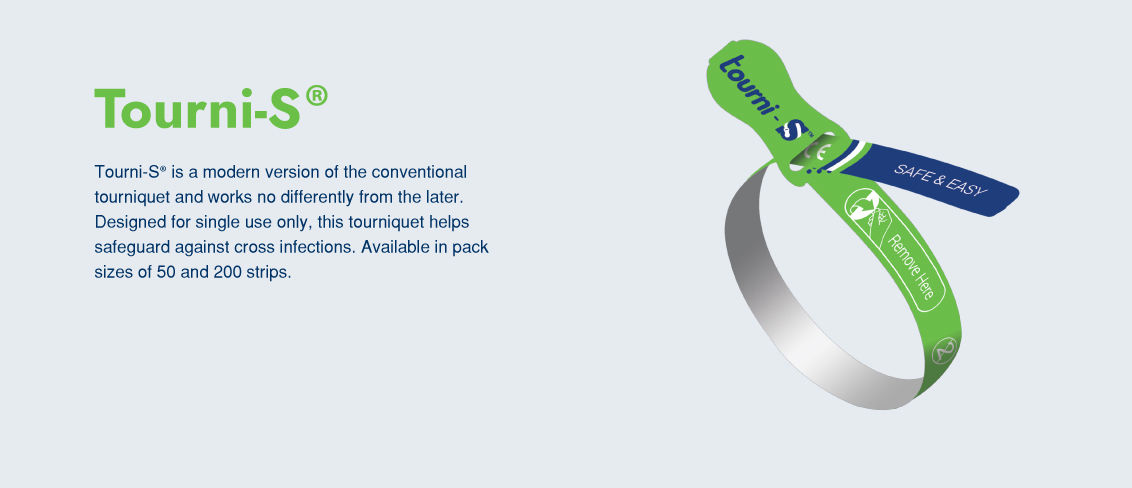 Tourni-S®
Tourni-S® is a modern version of the conventional
tourniquet and works no differently from the later.
Designed for single use only, this tourniquet helps
safeguard against cross infections. Available in pack
sizes of 50 and 200 strips.
tourni-S™
CE
SAFE & EASY
Remove Here